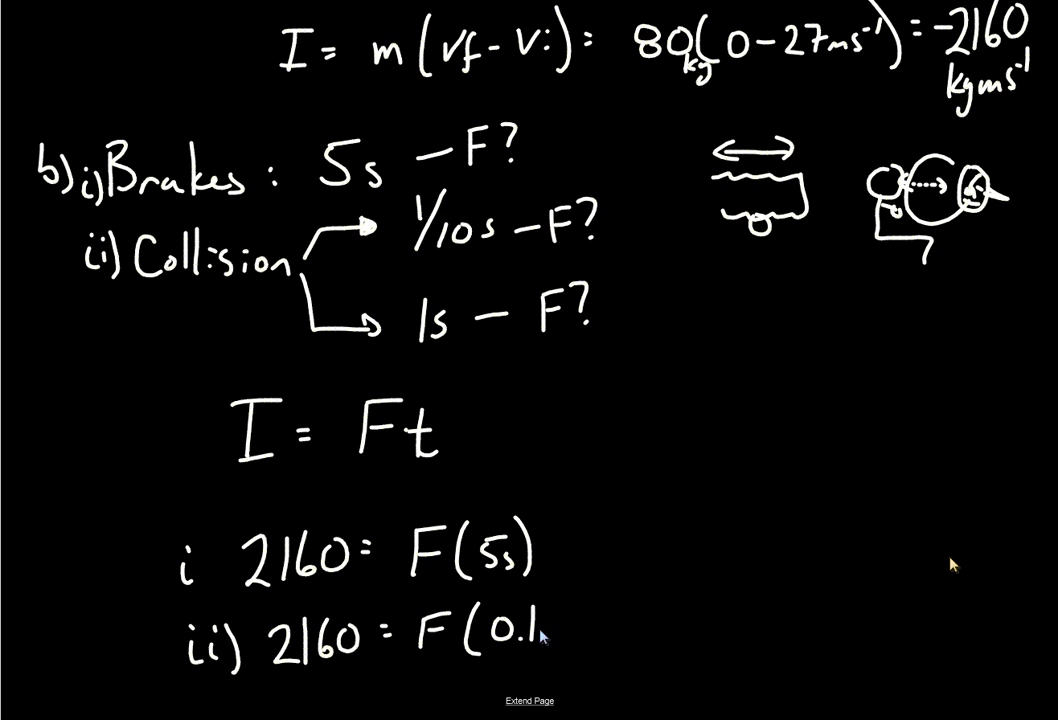 I = m(vf - vi) = 80kg(0 - 27ms⁻¹) = -2160 kgms⁻¹
b) i) Brakes : 5s - F?
ii) Collision 1/10s - F?
1s - F?
I = Ft
i 2160 = F(5s)
ii) 2160 = F(0.1
Extend Page